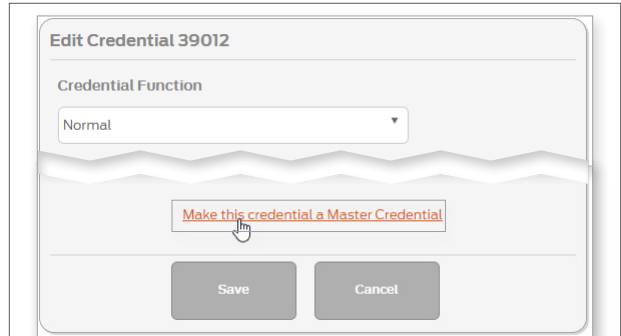 Edit Credential 39012
Credential Function
Normal
Make this credential a Master Credential
Save
Cancel